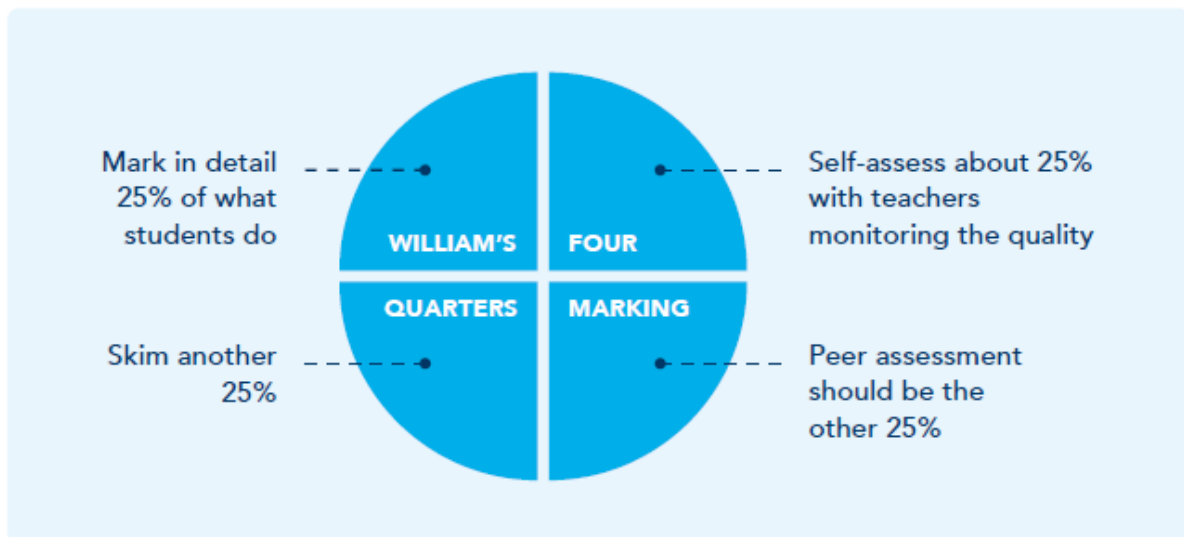 Mark in detail
25% of what
students do
Self-assess about 25%
with teachers
monitoring the quality
WILLIAM'S
FOUR
QUARTERS
MARKING
Skim another
25%
Peer assessment
should be the
other 25%